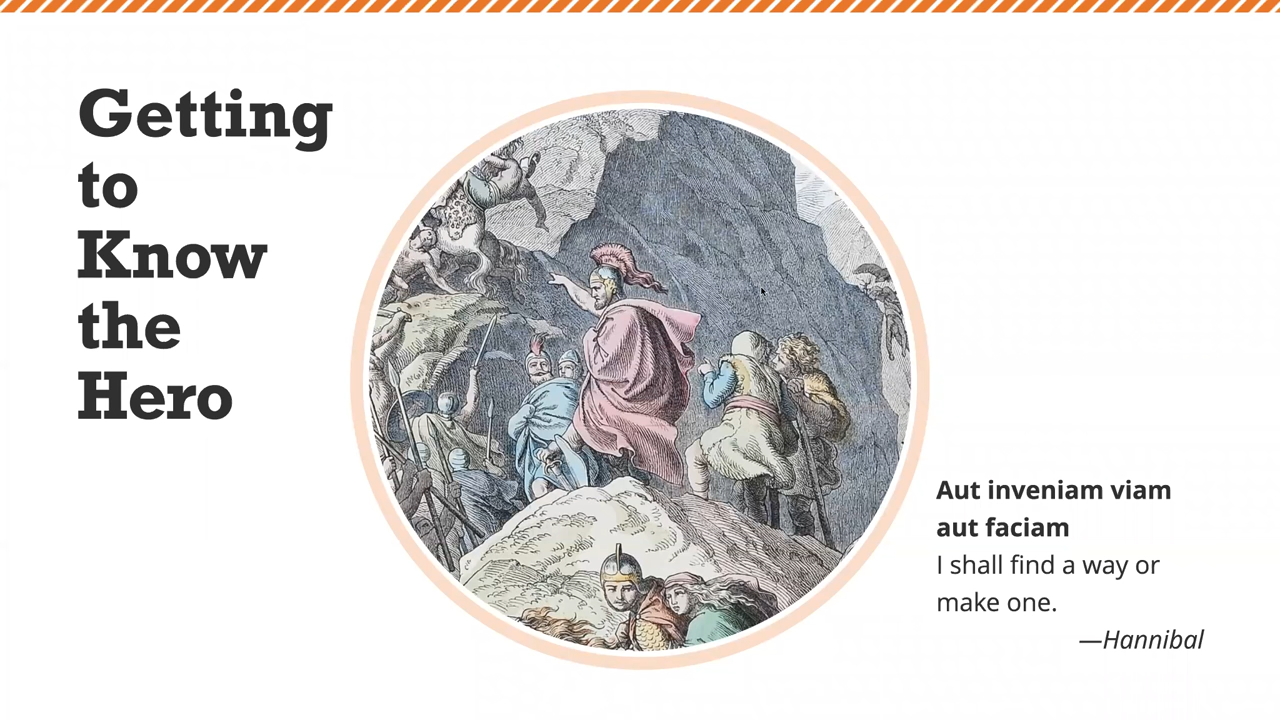 Getting
to
Know
the
Hero
Aut inveniam viam
aut faciam
I shall find a way or
make one.
—Hannibal